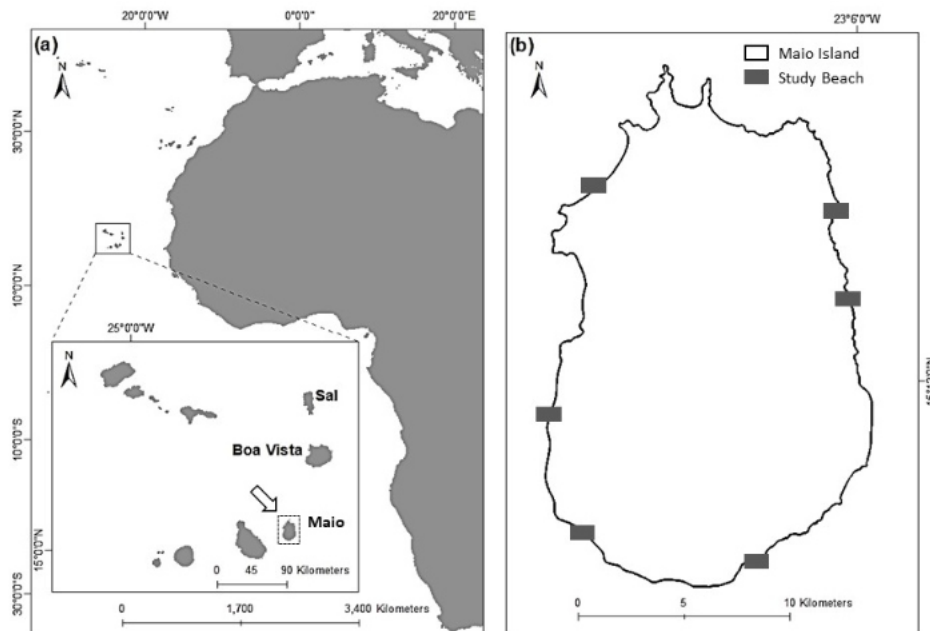 20°0'0"W
0°0'0"
20°0'0"E
(a)
N
30°0'0"N
10°0'0"N
10°0'0"S
30°0'0"S
25°0'0"W
N
Sal
Boa Vista
Maio
15°0'0"N
0
45
90 Kilometers
0
1,700
3,400 Kilometers
23°6'0"W
(b)
N
Maio Island
Study Beach
0
5
10 Kilometers